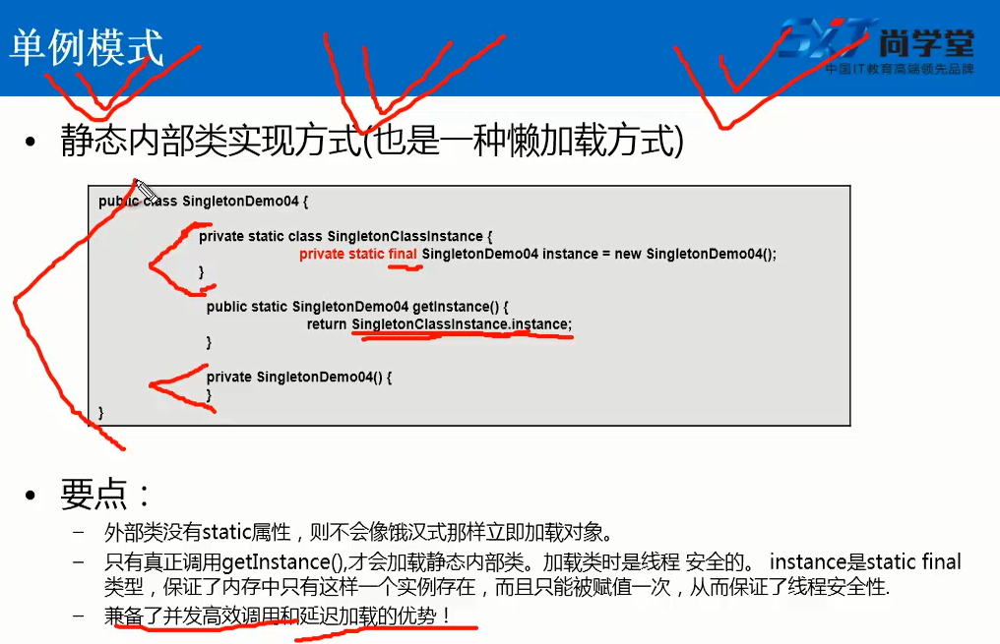 单例模式
SXT 尚学堂
中国IT教育高端领先品牌
• 静态内部类实现方式(也是一种懒加载方式)
public class SingletonDemo04 {
private static class SingletonClassInstance {
private static final SingletonDemo04 instance = new SingletonDemo04();
}
public static SingletonDemo04 getInstance() {
return SingletonClassInstance.instance;
}
private SingletonDemo04() {
}
}
• 要点：
– 外部类没有static属性，则不会像饿汉式那样立即加载对象。
– 只有真正调用getInstance(),才会加载静态内部类。加载类时是线程 安全的。 instance是static final
类型，保证了内存中只有这样一个实例存在，而且只能被赋值一次，从而保证了线程安全性.
– 兼备了并发高效调用和延迟加载的优势！